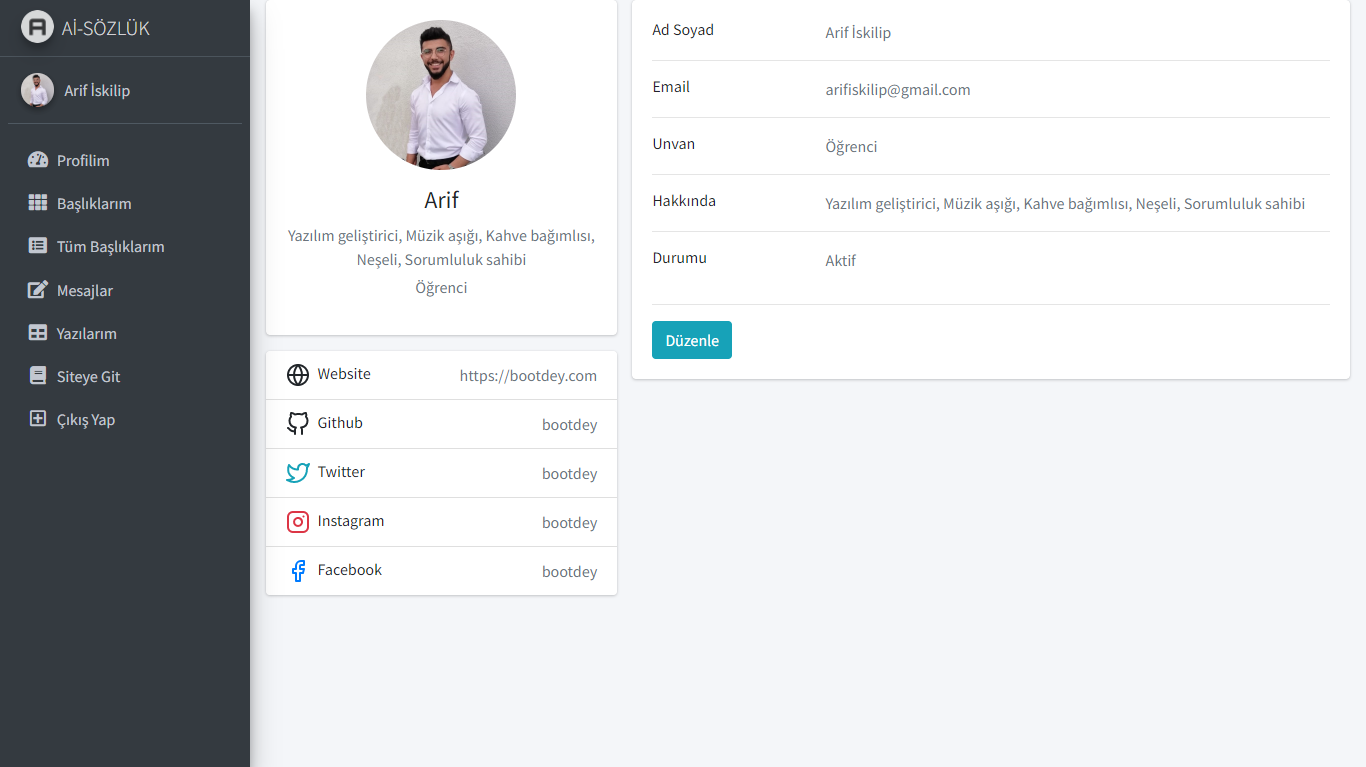 Aİ-SÖZLÜK
Arif İskilip
Profilim
Başlıklarım
Tüm Başlıklarım
Mesajlar
Yazılarım
Siteye Git
Çıkış Yap
Arif
Yazılım geliştirici, Müzik aşığı, Kahve bağımlısı,
Neşeli, Sorumluluk sahibi
Öğrenci
Website https://bootdey.com
Github bootdey
Twitter bootdey
Instagram bootdey
Facebook bootdey
Ad Soyad Arif İskilip
Email arifiskilip@gmail.com
Unvan Öğrenci
Hakkında Yazılım geliştirici, Müzik aşığı, Kahve bağımlısı, Neşeli, Sorumluluk sahibi
Durumu Aktif
Düzenle